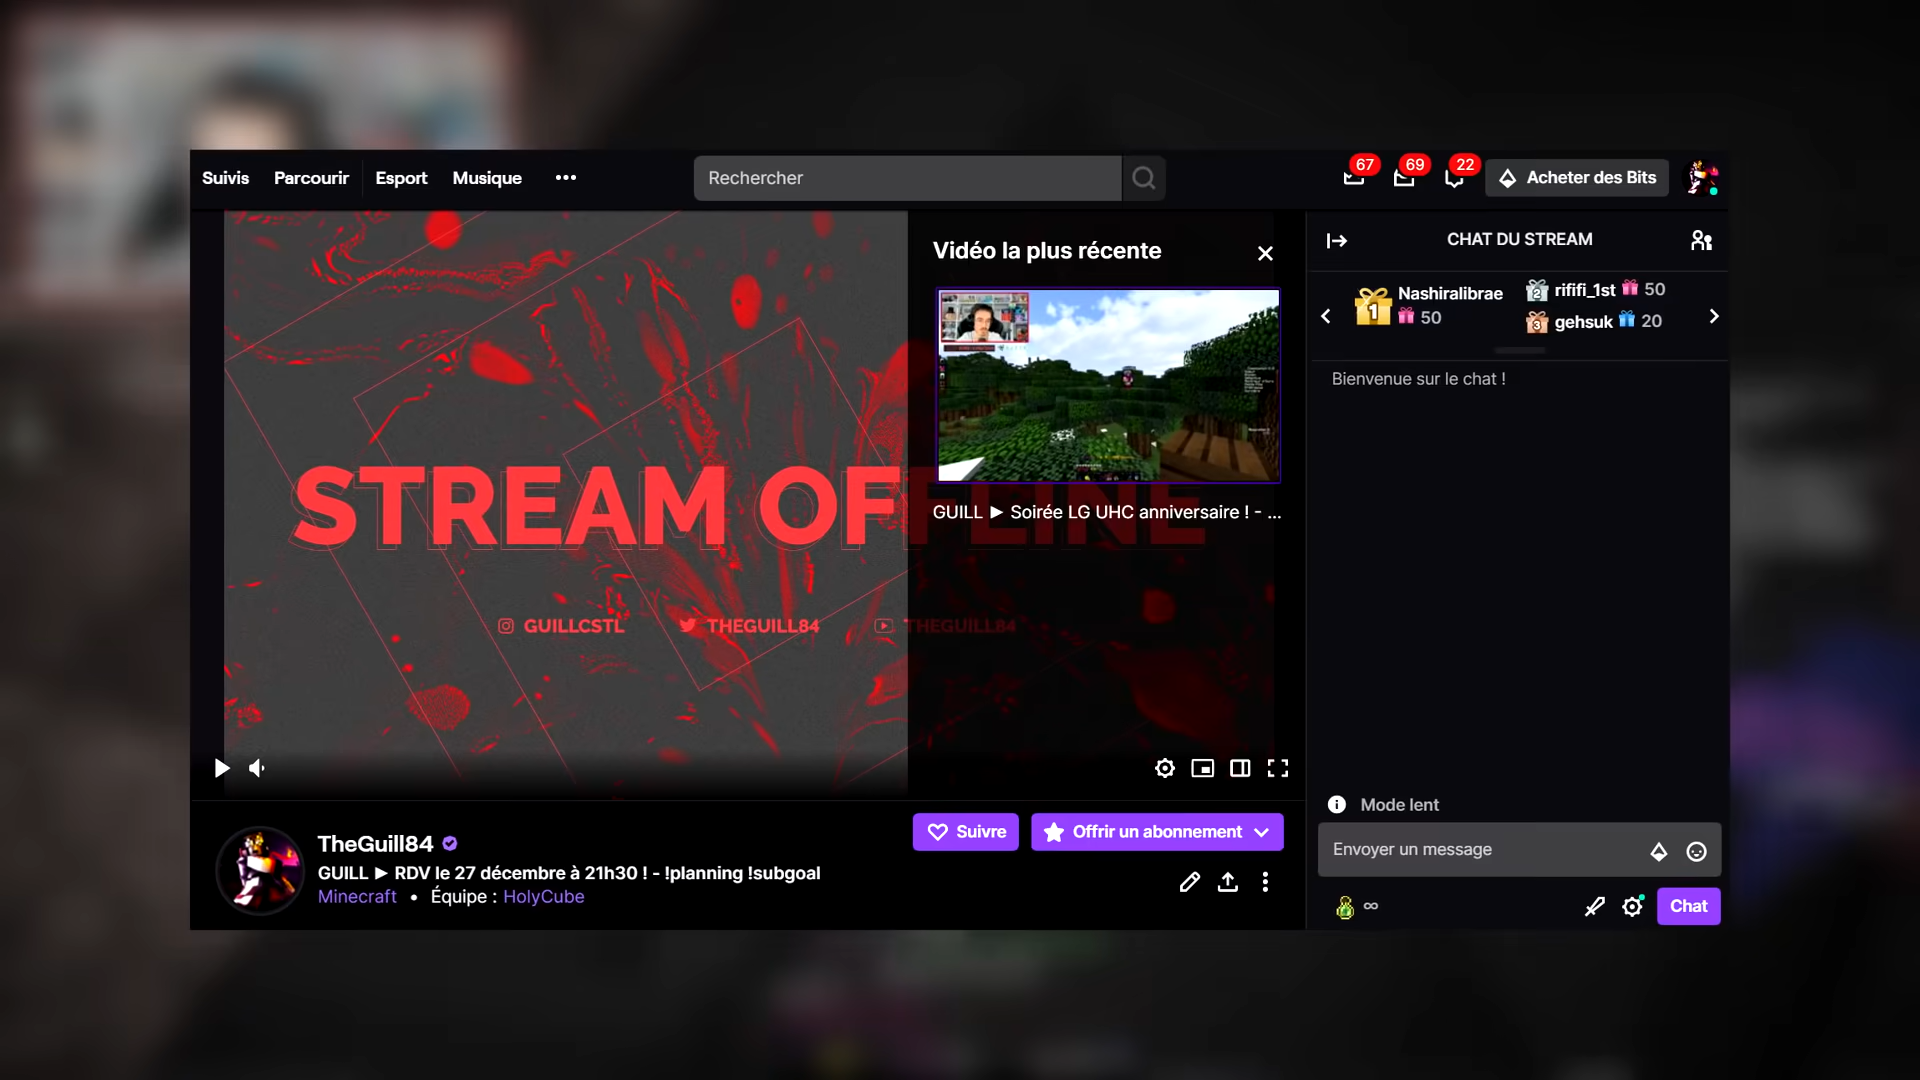 Suivis Parcourir Esport Musique Rechercher 67 69 22 Acheter des Bits
Vidéo la plus récente
GUILL ▶ Soirée LG UHC anniversaire ! - ...
STREAM OFFLINE
GUILLCSTL THEGUILL84 THEGUILL84
TheGuill84
GUILL ▶ RDV le 27 décembre à 21h30 ! - !planning !subgoal
Minecraft • Équipe : HolyCube
Suivre Offrir un abonnement
CHAT DU STREAM
1 Nashiralibrae 50
2 rififi_1st 50
3 gehsuk 20
Bienvenue sur le chat !
Mode lent
Envoyer un message
∞ Chat